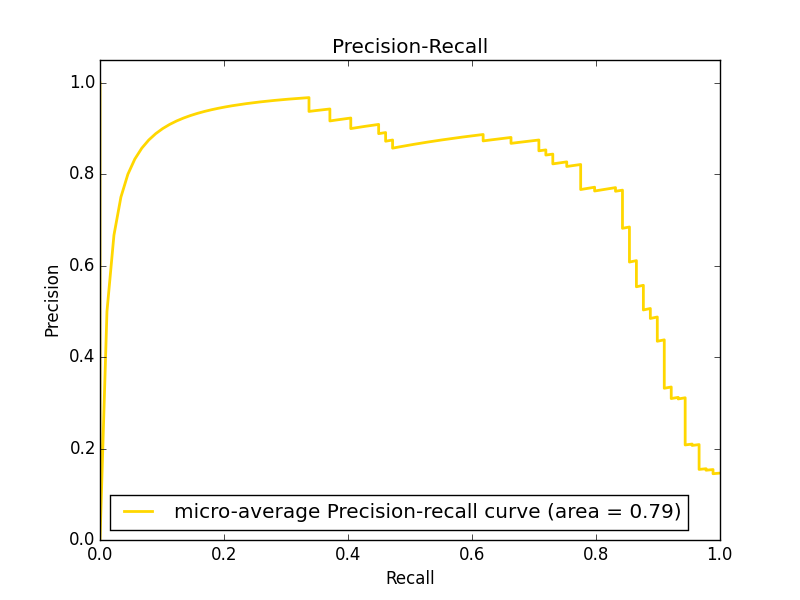 Precision-Recall
1.0
0.8
0.6
0.4
0.2
0.0
Precision
micro-average Precision-recall curve (area = 0.79)
0.0 0.2 0.4 0.6 0.8 1.0
Recall